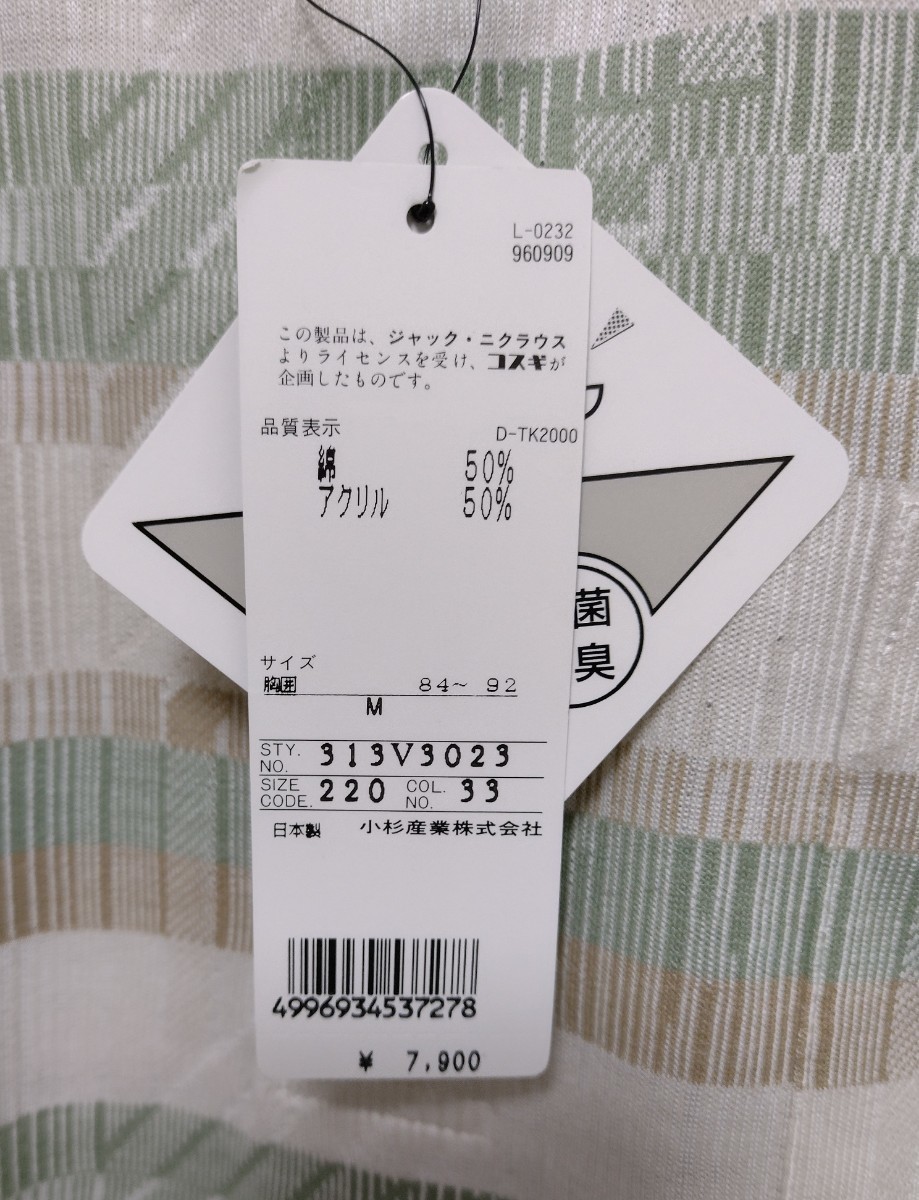 L-0232
960909
この製品は、ジャック・ニクラウス
よりライセンスを受け、コスギが
企画したものです。
品質表示
D-TK2000
綿 50%
アクリル 50%
サイズ
胸囲 84~ 92
M
STY. NO. 313V3023
SIZE CODE. 220 COL. NO. 33
日本製 小杉産業株式会社
4996934537278
¥ 7,900
菌
臭